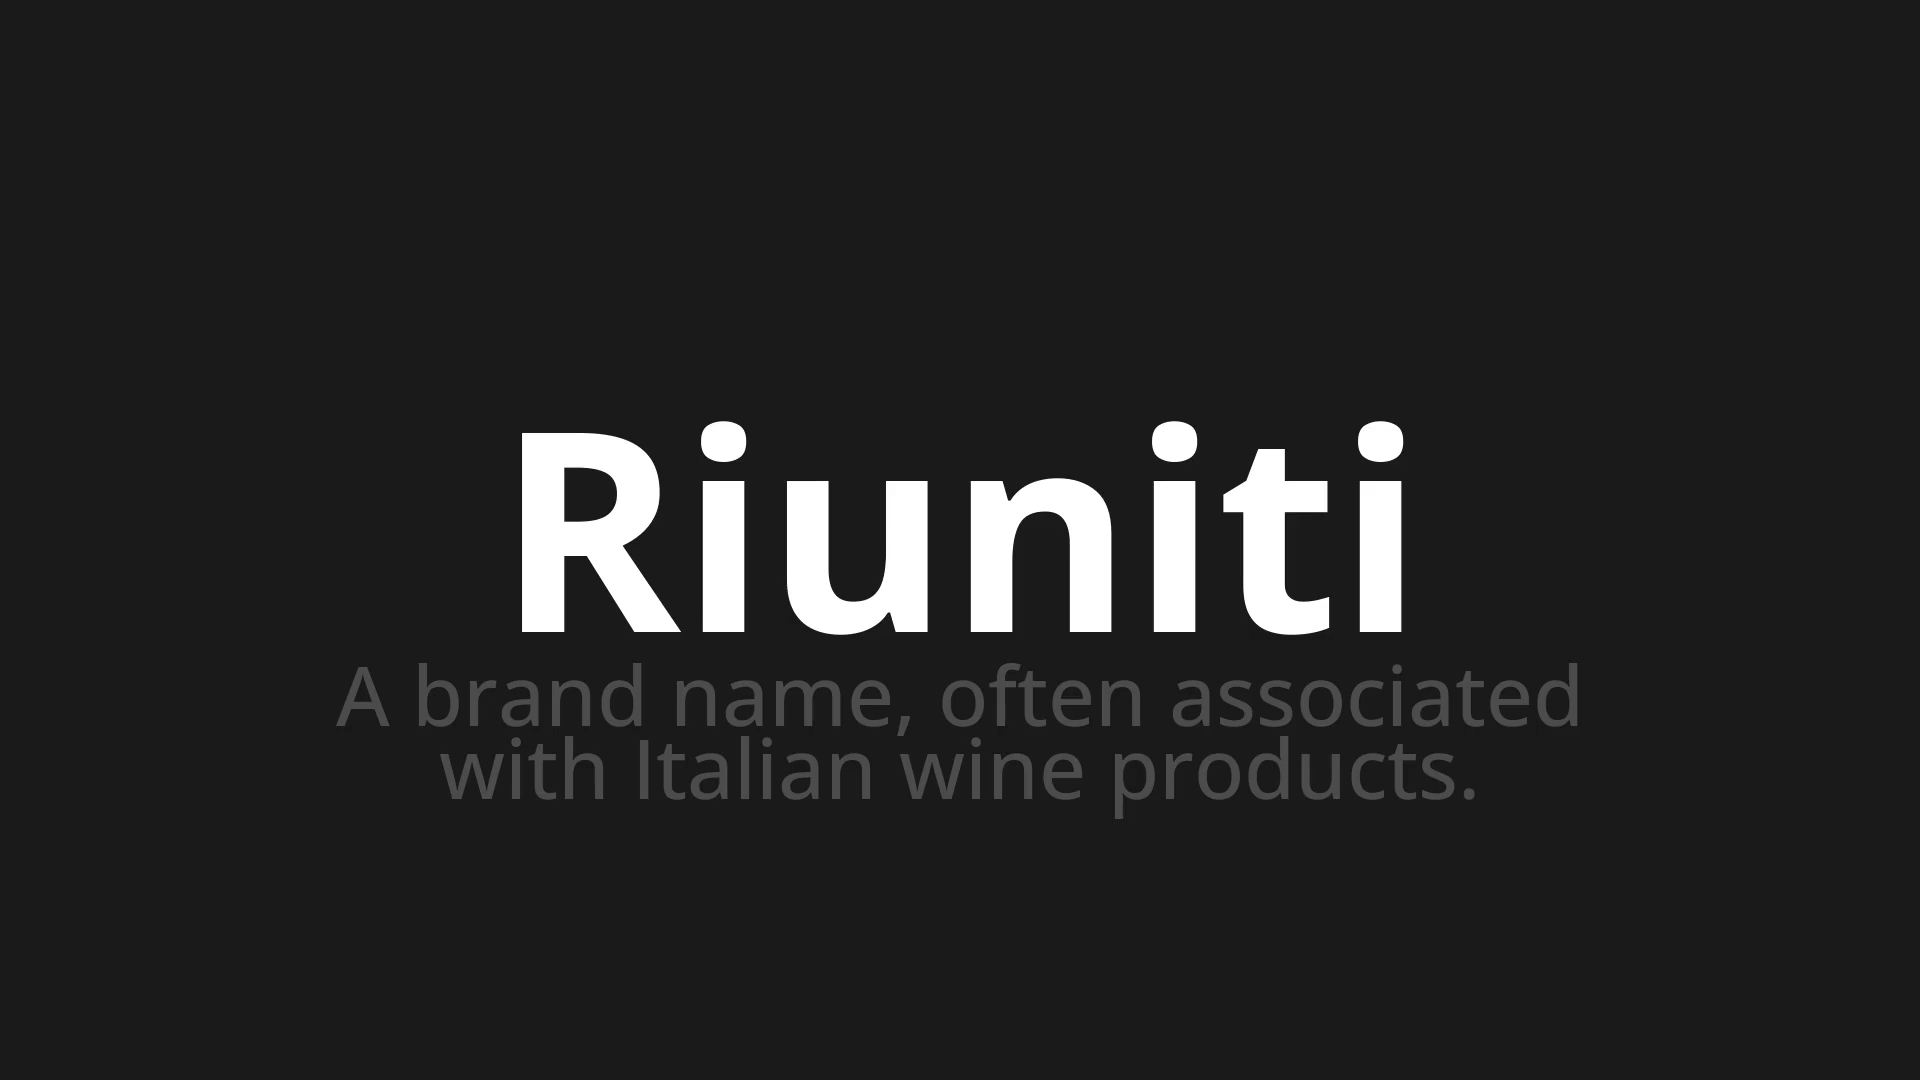 Riuniti
A brand name, often associated
with Italian wine products.